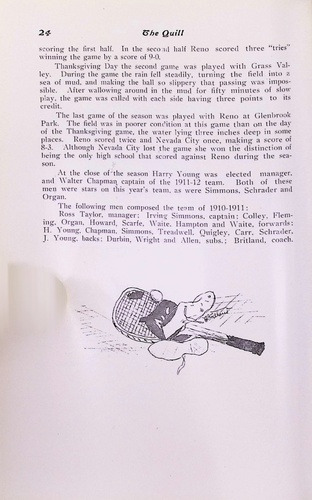 24 The Quill
scoring the first half. In the second half Reno scored three "tries"
winning the game by a score of 9-0.
Thanksgiving Day the second game was played with Grass Val-
ley. During the game the rain fell steadily, turning the field into a
sea of mud, and making the ball so slippery that passing was impos-
sible. After wallowing around in the mud for fifty minutes of slow
play, the game was called with each side having three points to its
credit.
The last game of the season was played with Reno at Glenbrook
Park. The field was in poorer condition at this game than on the day
of the Thanksgiving game, the water lying three inches deep in some
places. Reno scored twice and Nevada City once, making a score of
8-3. Although Nevada City lost the game she won the distinction of
being the only high school that scored against Reno during the sea-
son.
At the close of the season Harry Young was elected manager,
and Walter Chapman captain of the 1911-12 team. Both of these
men were stars on this year's team, as were Simmons, Schrader and
Organ.
The following men composed the team of 1910-1911:
Ross Taylor, manager; Irving Simmons, captain; Colley, Flem-
ing, Organ, Howard, Scarfe, Waite, Hampton and Waite, forwards;
H. Young, Chapman, Simmons, Treadwell, Quigley, Carr, Schrader,
J. Young, backs; Durbin, Wright and Allen, subs.; Britland, coach.